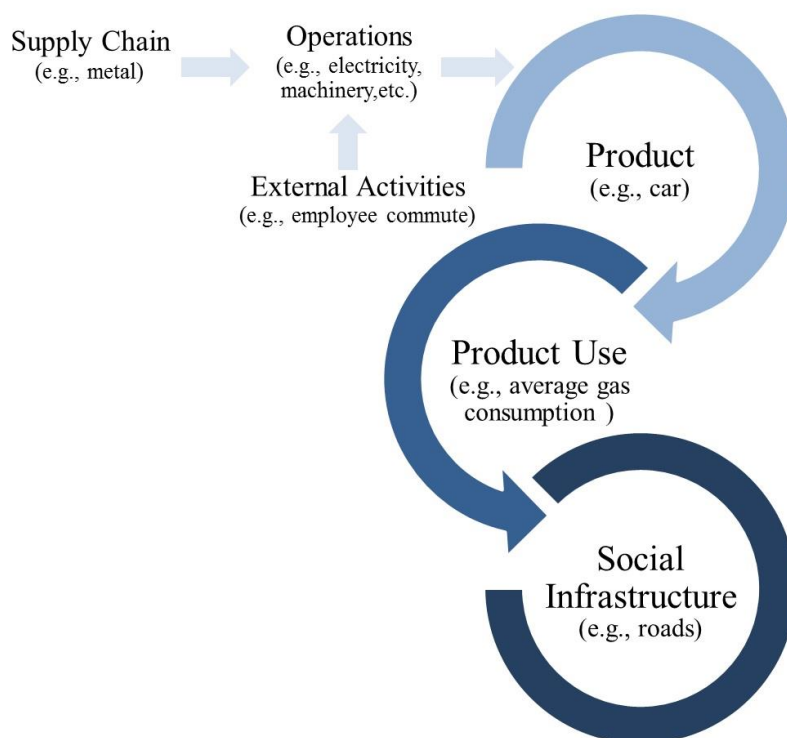 Supply Chain
(e.g., metal)
Operations
(e.g., electricity,
machinery,etc.)
External Activities
(e.g., employee commute)
Product
(e.g., car)
Product Use
(e.g., average gas
consumption )
Social
Infrastructure
(e.g., roads)